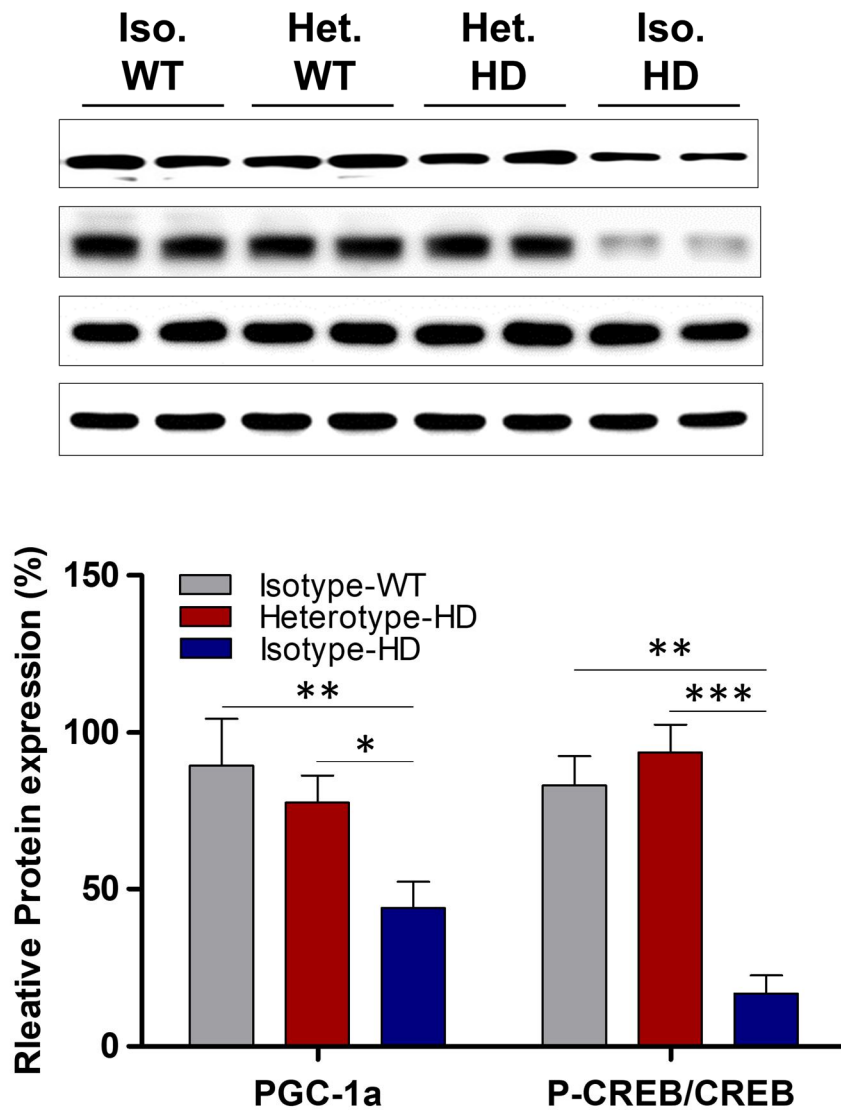 Iso. Het. Het. Iso.
WT WT HD HD
Rleative Protein expression (%)
150
100
50
0
Isotype-WT
Heterotype-HD
Isotype-HD
** *
** ***
PGC-1a P-CREB/CREB